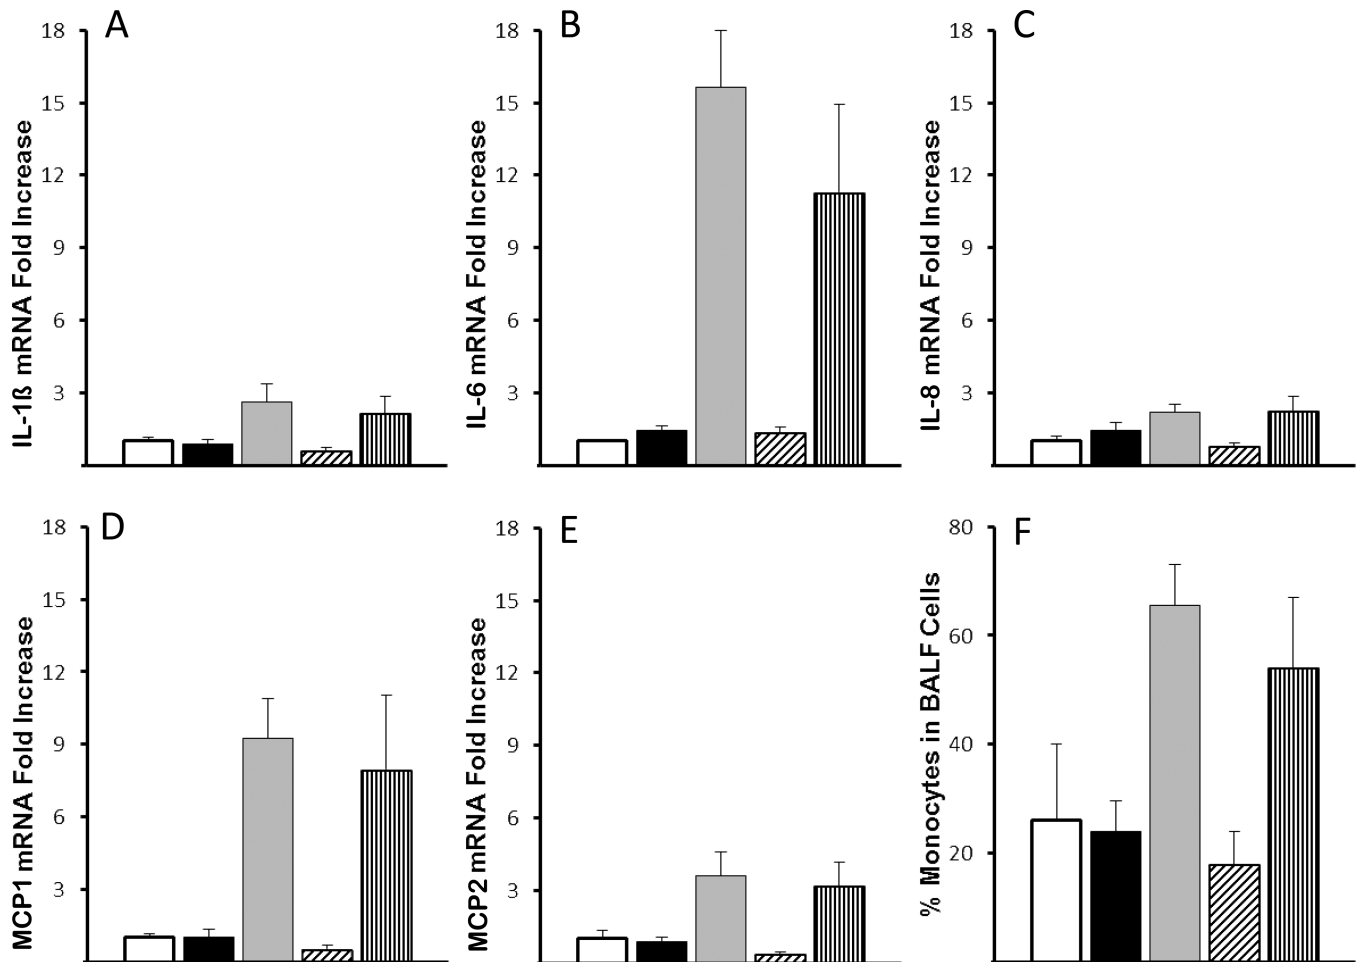 A
IL-1ß mRNA Fold Increase
18
15
12
9
6
3
B
IL-6 mRNA Fold Increase
18
15
12
9
6
3
C
IL-8 mRNA Fold Increase
18
15
12
9
6
3
D
MCP1 mRNA Fold Increase
18
15
12
9
6
3
E
MCP2 mRNA Fold Increase
18
15
12
9
6
3
F
% Monocytes in BALF Cells
80
60
40
20